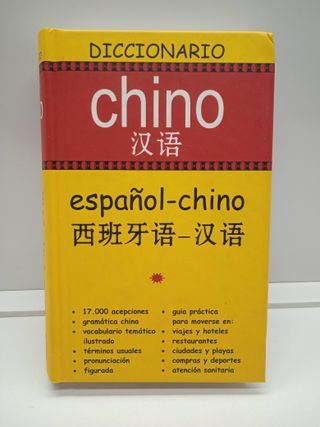 DICCIONARIO
chino
汉语
español-chino
西班牙语-汉语
• 17.000 acepciones
• gramática china
• vocabulario temático
ilustrado
• términos usuales
• pronunciación
• figurada
• guía práctica
para moverse en:
• viajes y hoteles
• restaurantes
• ciudades y playas
• compras y deportes
• atención sanitaria